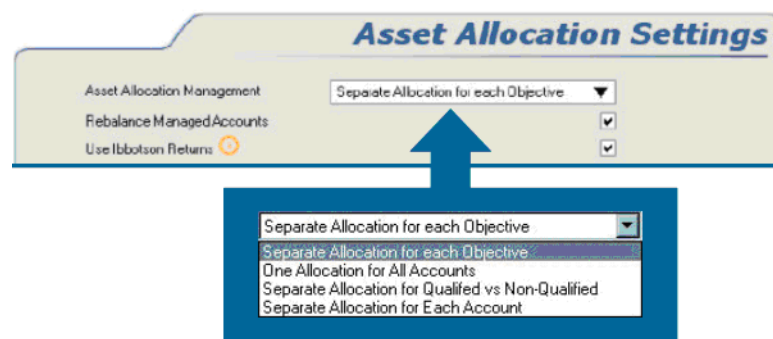 Asset Allocation Settings
Asset Allocation Management Separate Allocation for each Objective
Rebalance Managed Accounts
Use Ibbotson Returns
Separate Allocation for each Objective
Separate Allocation for each Objective
One Allocation for All Accounts
Separate Allocation for Qualifed vs Non-Qualified
Separate Allocation for Each Account